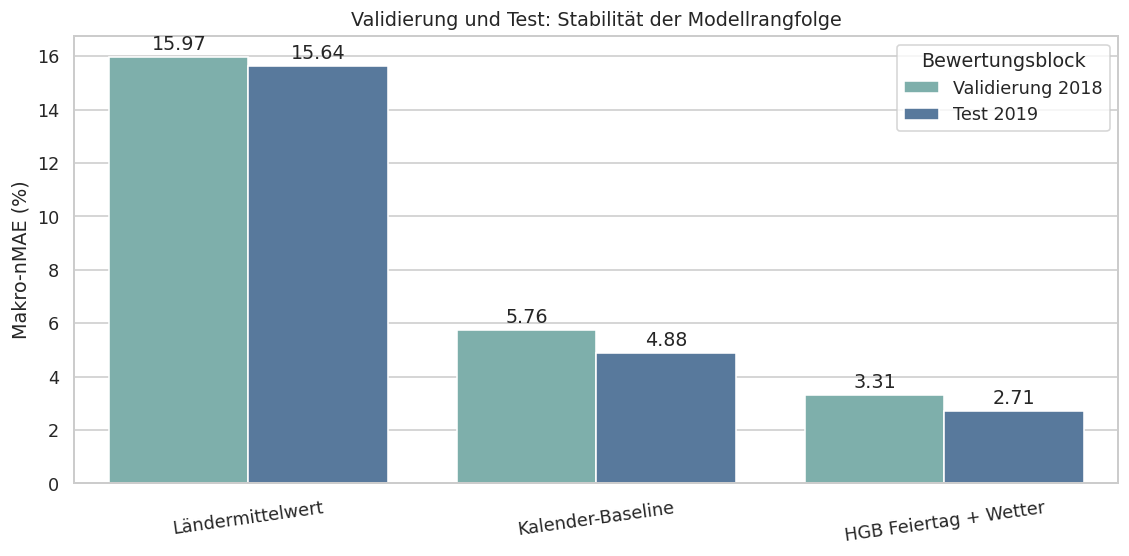 Validierung und Test: Stabilität der Modellrangfolge
Makro-nMAE (%)
16
14
12
10
8
6
4
2
0
15.97
15.64
5.76
4.88
3.31
2.71
Bewertungsblock
Validierung 2018
Test 2019
Ländermittelwert
Kalender-Baseline
HGB Feiertag + Wetter